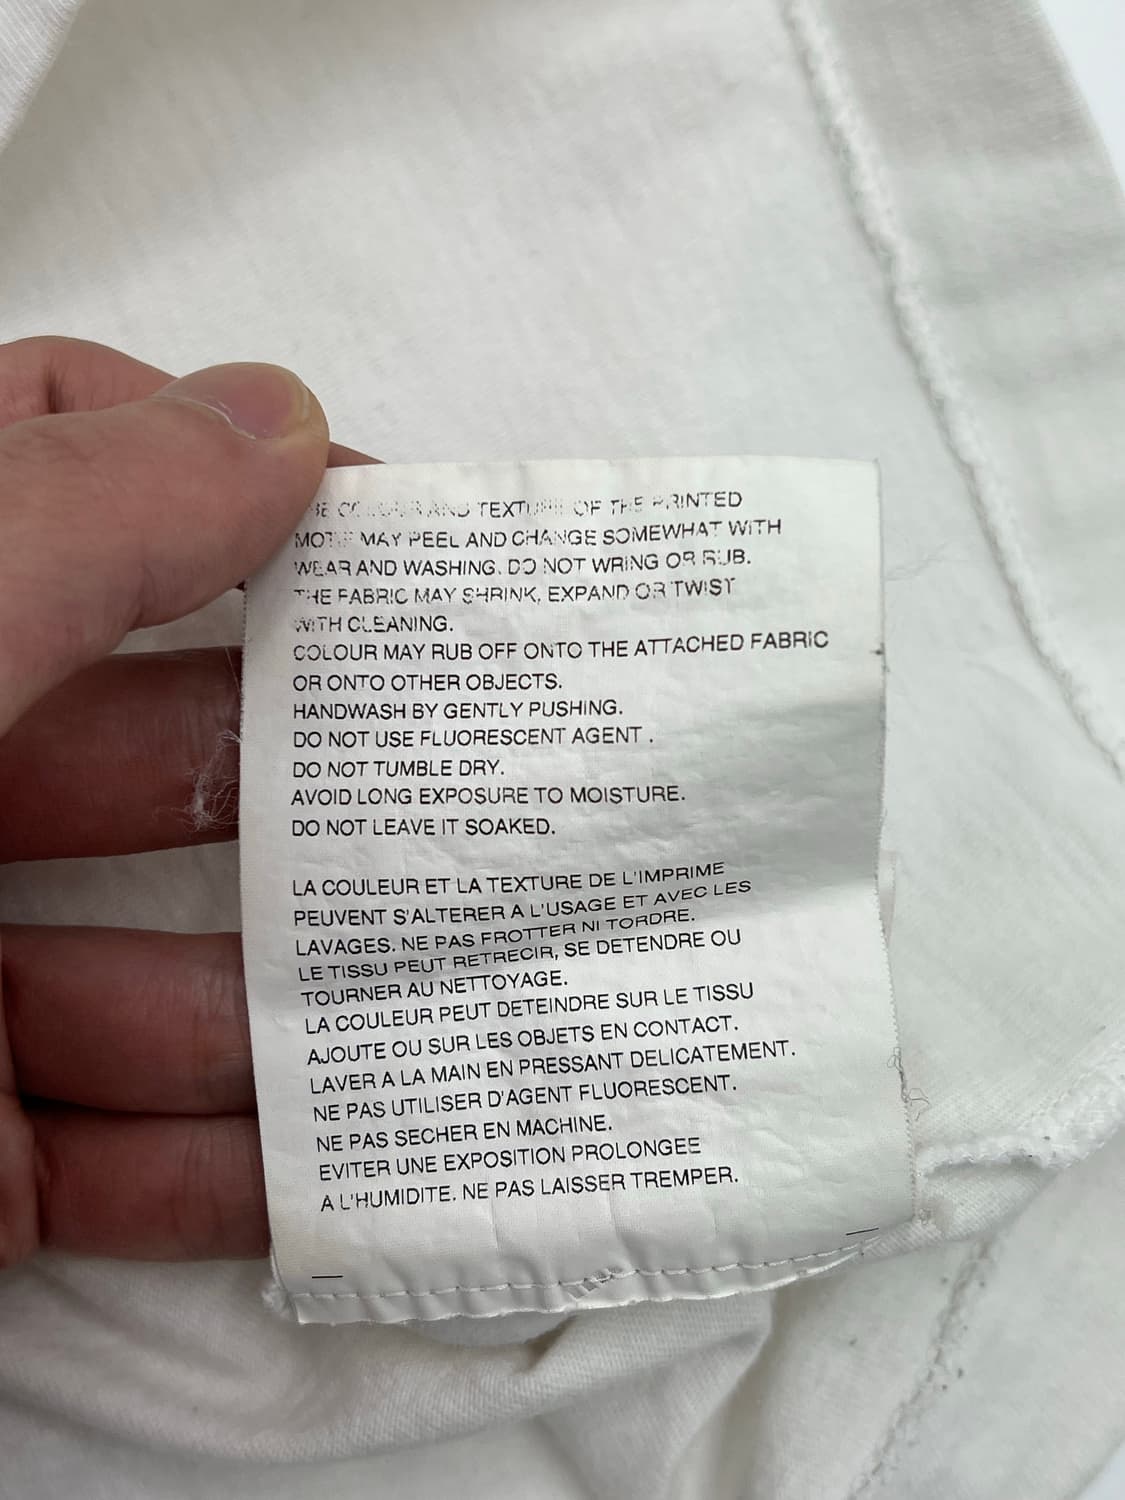 THE COLOUR AND TEXTURE OF THE PRINTED
MOTIF MAY PEEL AND CHANGE SOMEWHAT WITH
WEAR AND WASHING. DO NOT WRING OR RUB.
THE FABRIC MAY SHRINK, EXPAND OR TWIST
WITH CLEANING.
COLOUR MAY RUB OFF ONTO THE ATTACHED FABRIC
OR ONTO OTHER OBJECTS.
HANDWASH BY GENTLY PUSHING.
DO NOT USE FLUORESCENT AGENT .
DO NOT TUMBLE DRY.
AVOID LONG EXPOSURE TO MOISTURE.
DO NOT LEAVE IT SOAKED.
LA COULEUR ET LA TEXTURE DE L'IMPRIME
PEUVENT S'ALTERER A L'USAGE ET AVEC LES
LAVAGES. NE PAS FROTTER NI TORDRE.
LE TISSU PEUT RETRECIR, SE DETENDRE OU
TOURNER AU NETTOYAGE.
LA COULEUR PEUT DETEINDRE SUR LE TISSU
AJOUTE OU SUR LES OBJETS EN CONTACT.
LAVER A LA MAIN EN PRESSANT DELICATEMENT.
NE PAS UTILISER D'AGENT FLUORESCENT.
NE PAS SECHER EN MACHINE.
EVITER UNE EXPOSITION PROLONGEE
A L'HUMIDITE. NE PAS LAISSER TREMPER.